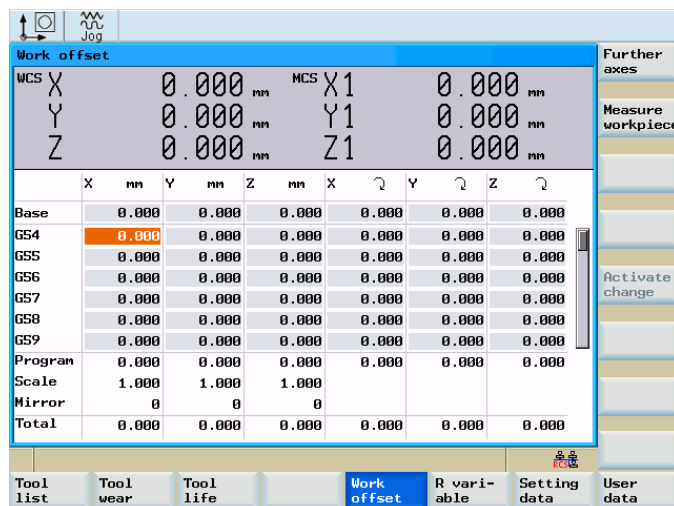 Jog
Work offset
Further
axes
WCS X 0.000 mm MCS X1 0.000 mm
Y 0.000 mm Y1 0.000 mm
Z 0.000 mm Z1 0.000 mm
Measure
workpiece
X mm Y mm Z mm X Y Z
Base 0.000 0.000 0.000 0.000 0.000 0.000
G54 0.000 0.000 0.000 0.000 0.000 0.000
G55 0.000 0.000 0.000 0.000 0.000 0.000
G56 0.000 0.000 0.000 0.000 0.000 0.000
Activate
change
G57 0.000 0.000 0.000 0.000 0.000 0.000
G58 0.000 0.000 0.000 0.000 0.000 0.000
G59 0.000 0.000 0.000 0.000 0.000 0.000
Program 0.000 0.000 0.000 0.000 0.000 0.000
Scale 1.000 1.000 1.000
Mirror 0 0 0
Total 0.000 0.000 0.000 0.000 0.000 0.000
RCS
Tool
list
Tool
wear
Tool
life
Work
offset
R vari-
able
Setting
data
User
data